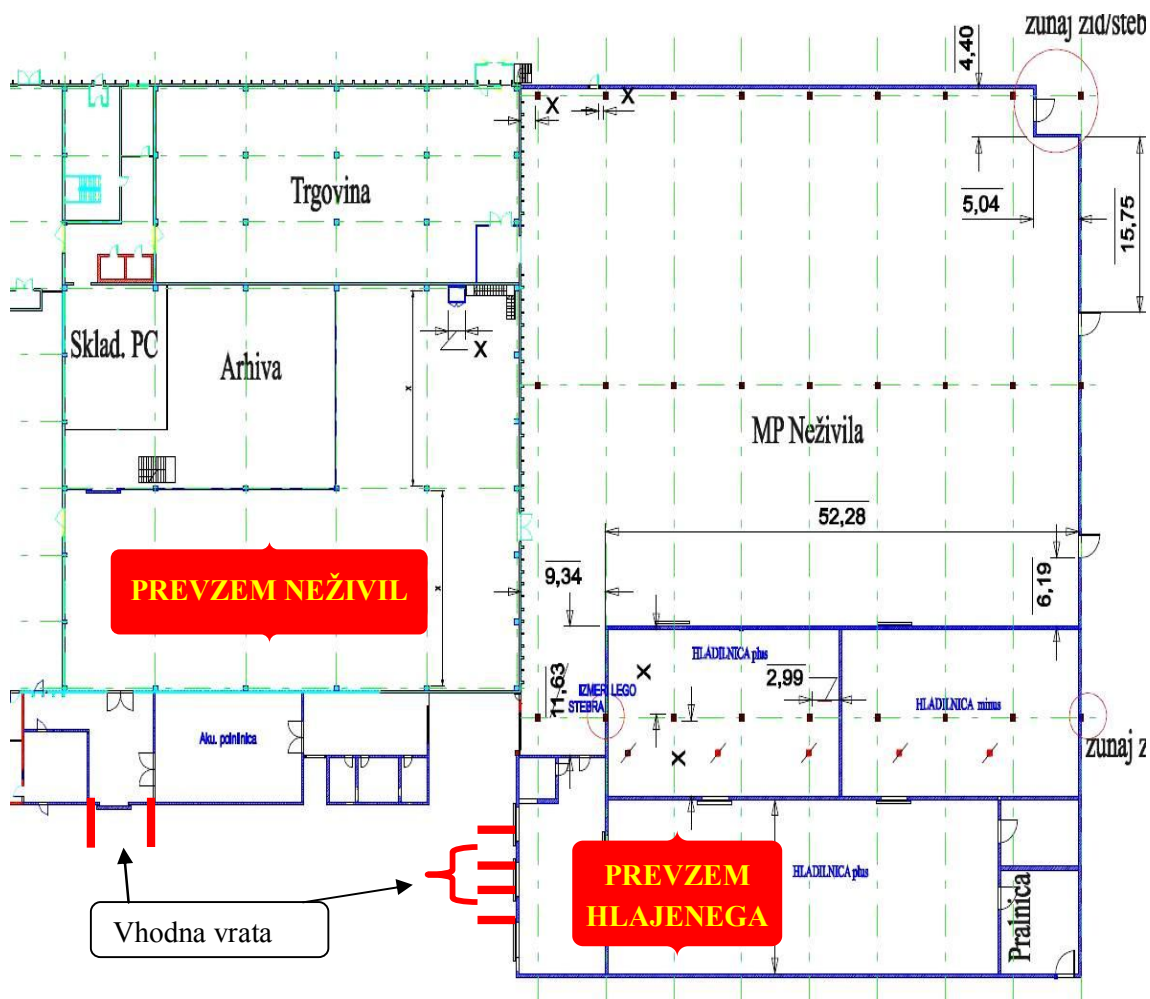 zunaj zid/steb
4,40
X
X
Trgovina
5,04
15,75
Sklad. PC
Arhiva
X
x
MP Neživila
52,28
PREVZEM NEŽIVIL
9,34
x
6,19
HLADILNICA plus
X
2,99
11,63
IZMERI LEGO
STEBRA
HLADILNICA minus
Aku. polnilnica
X
zunaj z
PREVZEM
HLAJENEGA
HLADILNICA plus
Pralnica
Vhodna vrata